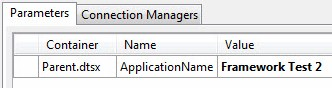 Parameters Connection Managers
Container Name Value
Parent.dtsx ApplicationName Framework Test 2